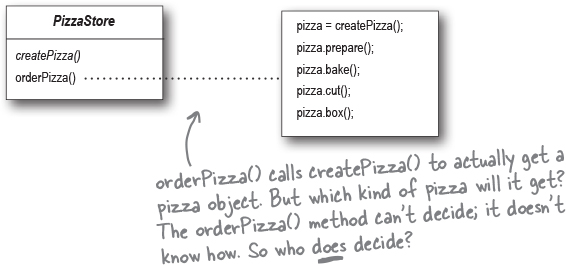 PizzaStore
createPizza()
orderPizza()
pizza = createPizza();
pizza.prepare();
pizza.bake();
pizza.cut();
pizza.box();
orderPizza() calls createPizza() to actually get a
pizza object. But which kind of pizza will it get?
The orderPizza() method can't decide; it doesn't
know how. So who does decide?